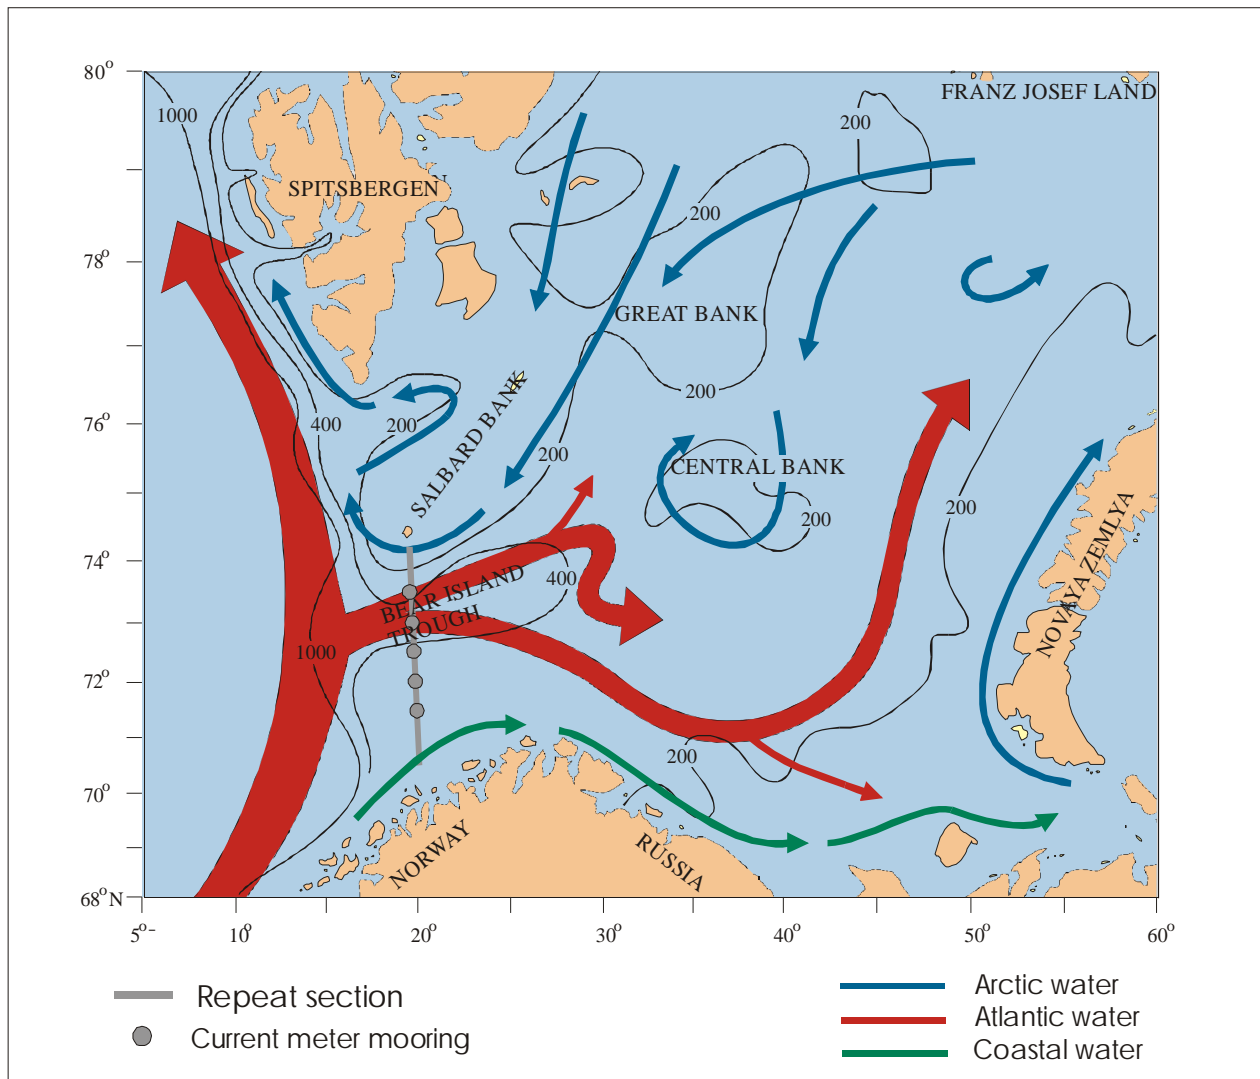 80°
FRANZ JOSEF LAND
1000
200
SPITSBERGEN
200
78°
GREAT BANK
200
76°
400
200
SALBARD BANK
200
CENTRAL BANK
200
200
74°
400
BEAR ISLAND
TROUGH
NOVAYA ZEMLYA
1000
72°
200
70°
NORWAY
RUSSIA
68°N
5°-
10°
20°
30°
40°
50°
60°
Repeat section
Current meter mooring
Arctic water
Atlantic water
Coastal water